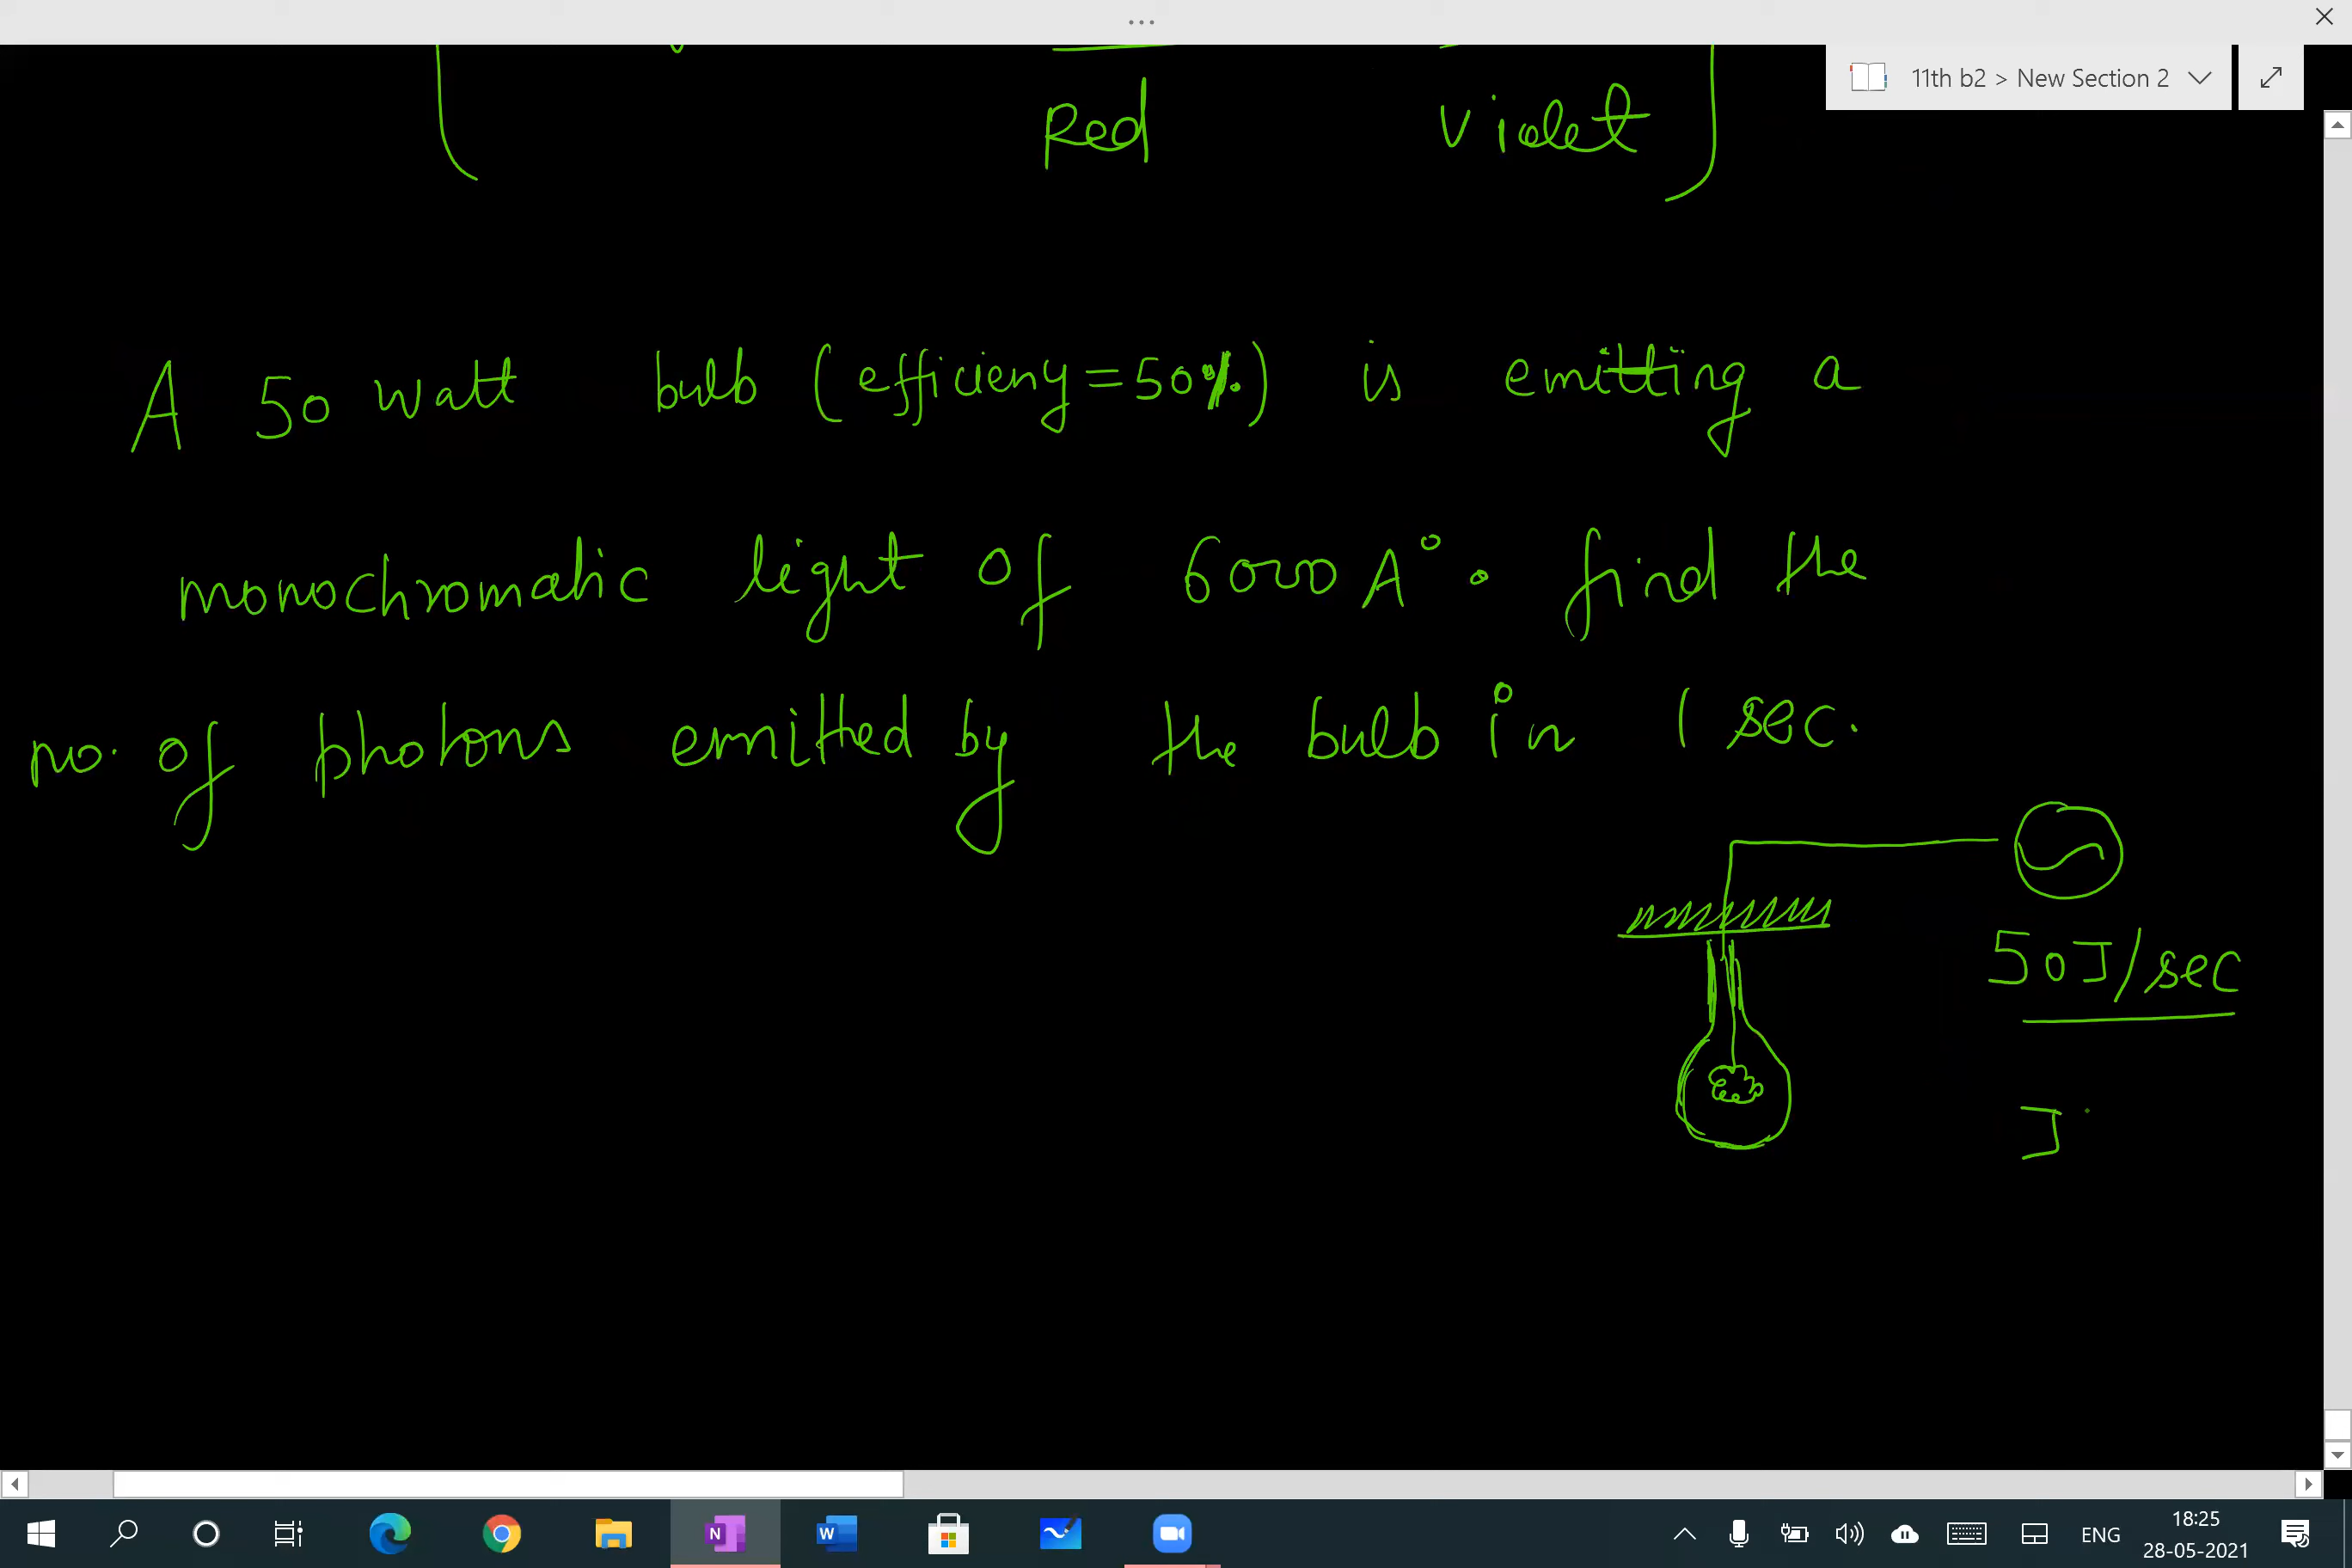 11th b2 > New Section 2
Red Violet
A 50 watt bulb (efficieny=50%) is emitting a
monochromatic light of 6000 A° . find the
no. of photons emitted by the bulb in 1 sec.
50J/sec
J
ENG
18:25
28-05-2021